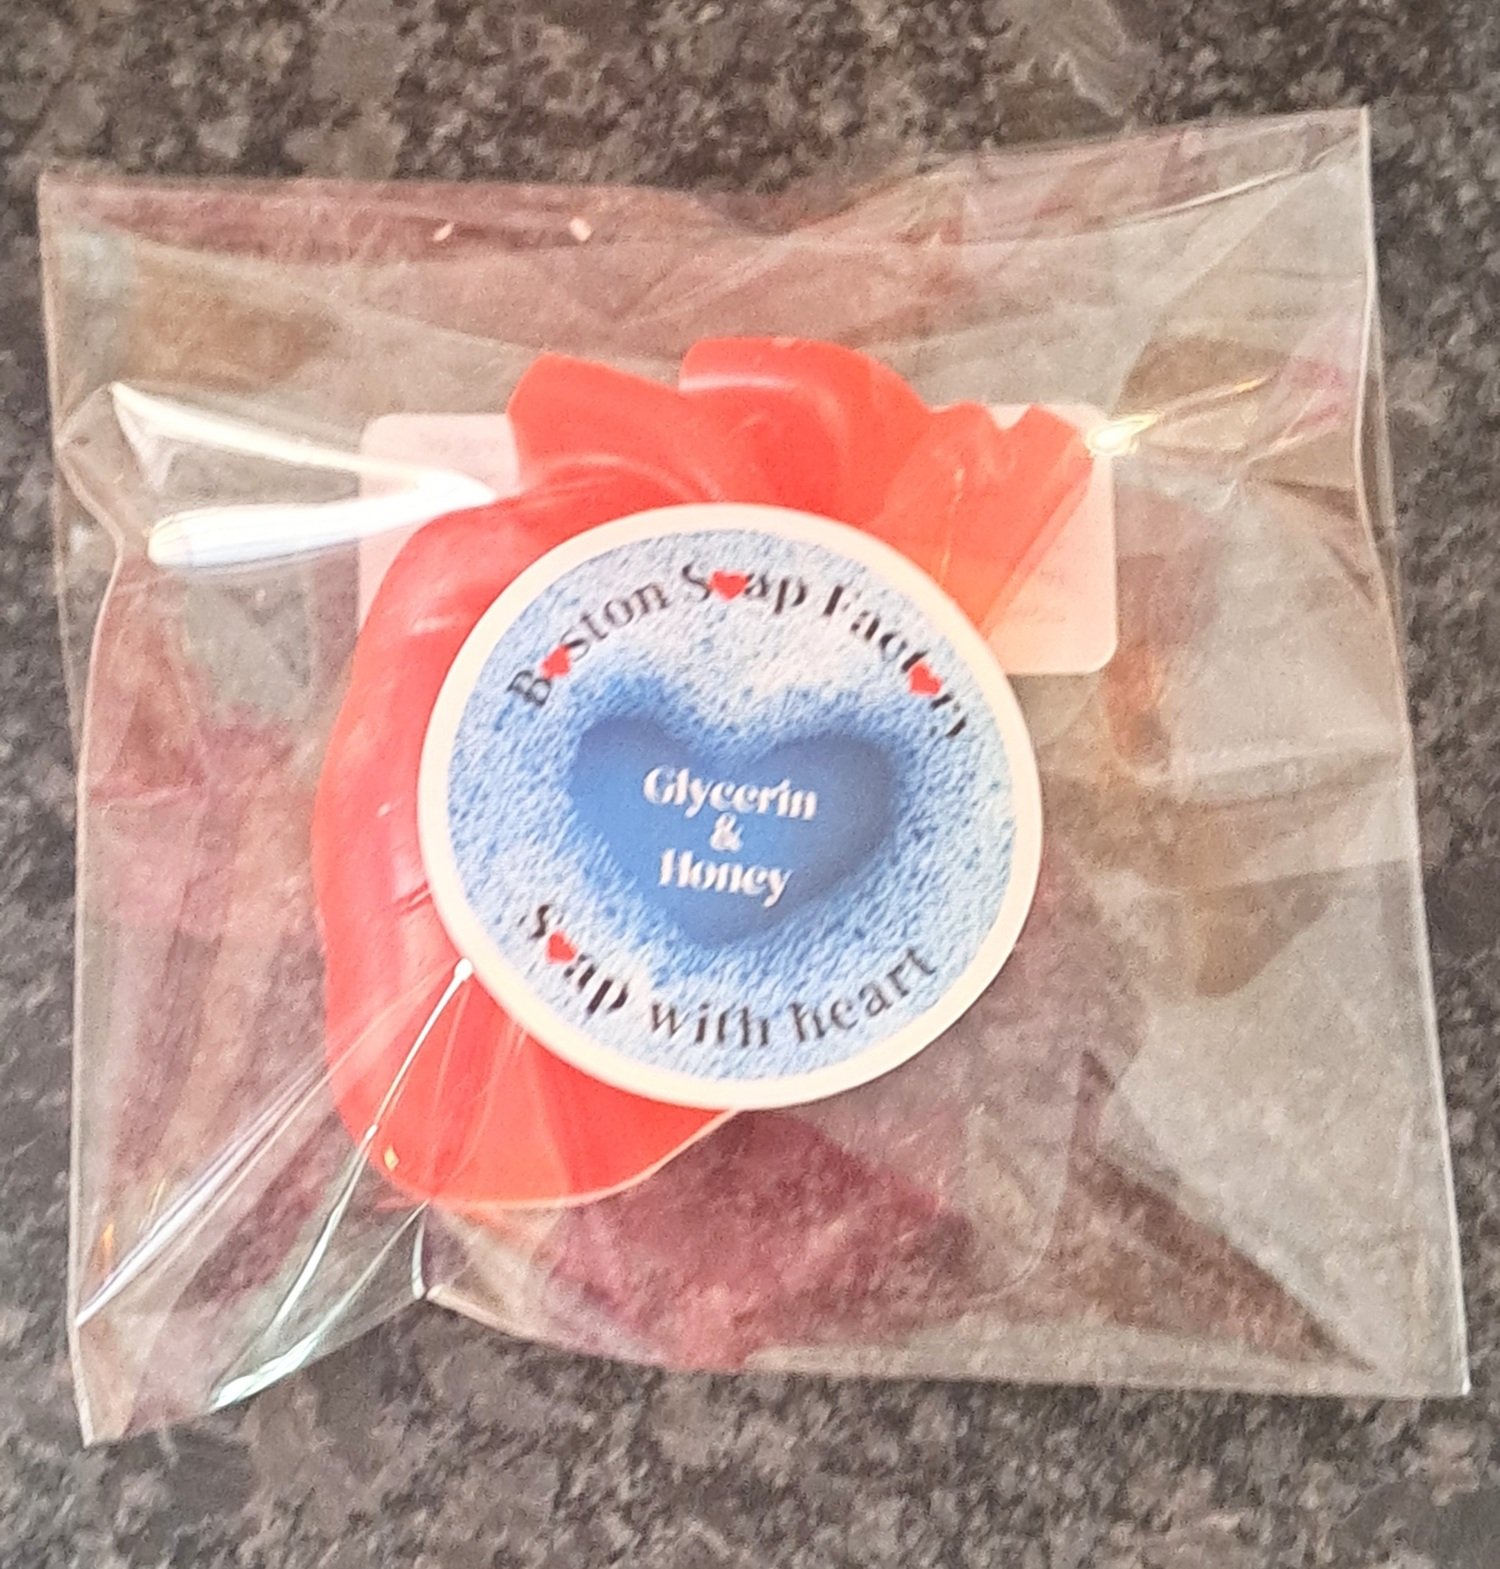 Boston Soap Factory
Glycerin
&
Honey
Soap with heart